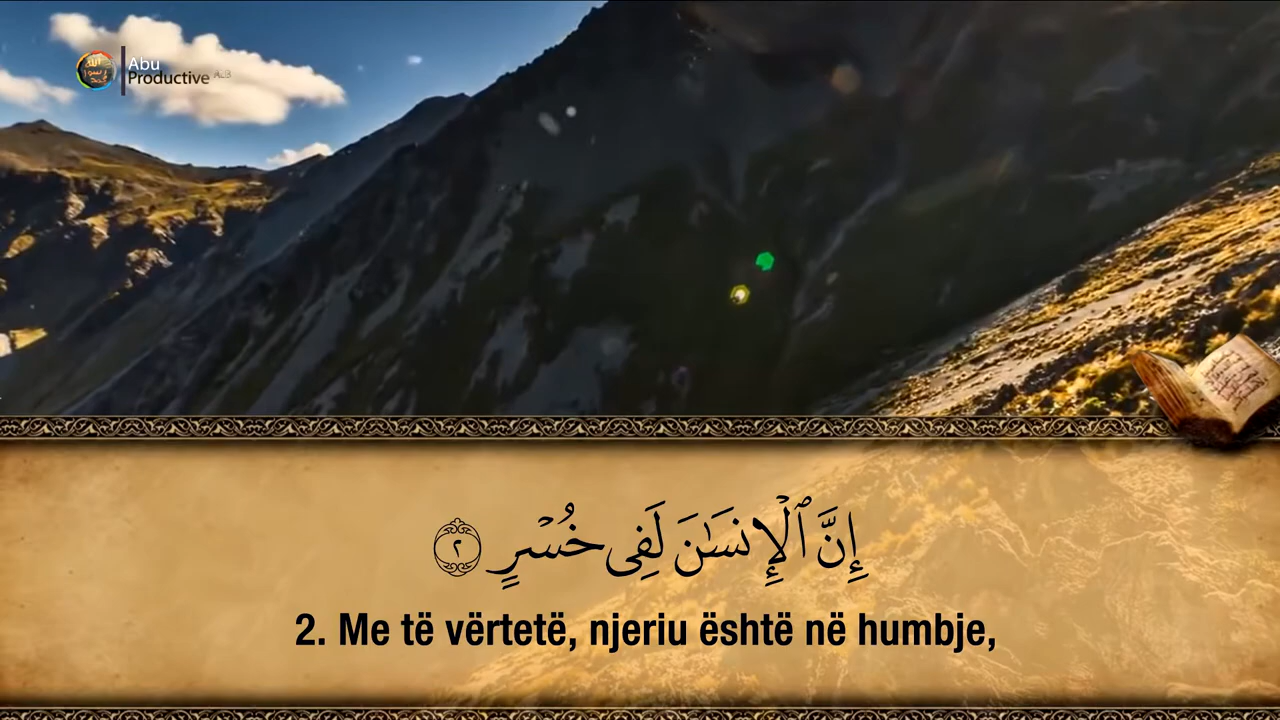 Abu
Productive
إِنَّ ٱلْإِنسَـٰنَ لَفِى خُسْرٍ ٢
2. Me të vërtetë, njeriu është në humbje,